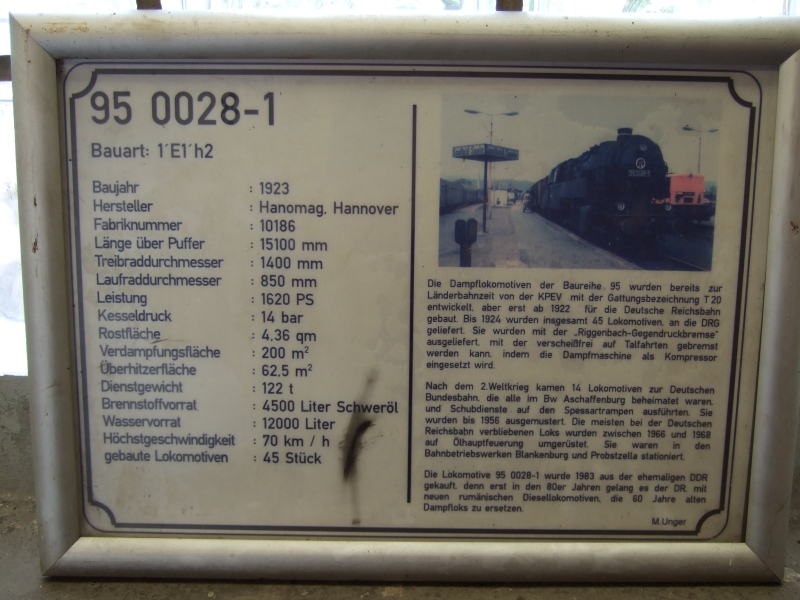 95 0028-1
Bauart: 1´E1´h2
Baujahr : 1923
Hersteller : Hanomag, Hannover
Fabriknummer : 10186
Länge über Puffer : 15100 mm
Treibraddurchmesser : 1400 mm
Laufraddurchmesser : 850 mm
Leistung : 1620 PS
Kesseldruck : 14 bar
Rostfläche : 4,36 qm
Verdampfungsfläche : 200 m²
Überhitzerfläche : 62,5 m²
Dienstgewicht : 122 t
Brennstoffvorrat : 4500 Liter Schweröl
Wasservorrat : 12000 Liter
Höchstgeschwindigkeit : 70 km / h
gebaute Lokomotiven : 45 Stück
Die Dampflokomotiven der Baureihe 95 wurden bereits zur
Länderbahnzeit von der KPEV mit der Gattungsbezeichnung T 20
entwickelt, aber erst ab 1922 für die Deutsche Reichsbahn
gebaut. Bis 1924 wurden insgesamt 45 Lokomotiven, an die DRG
geliefert. Sie wurden mit der „Riggenbach-Gegendruckbremse"
ausgeliefert, mit der verscheißfrei auf Talfahrten gebremst
werden kann, indem die Dampfmaschine als Kompressor
eingesetzt wird.
Nach dem 2.Weltkrieg kamen 14 Lokomotiven zur Deutschen
Bundesbahn, die alle im Bw Aschaffenburg beheimatet waren,
und Schubdienste auf den Spessartrampen ausführten. Sie
wurden bis 1956 ausgemustert. Die meisten bei der Deutschen
Reichsbahn verbliebenen Loks wurden zwischen 1966 und 1968
auf Ölhauptfeuerung umgerüstet. Sie waren in den
Bahnbetriebswerken Blankenburg und Probstzella stationiert.
Die Lokomotive 95 0028-1 wurde 1983 aus der ehemaligen DDR
gekauft, denn erst in den 80er Jahren gelang es der DR, mit
neuen rumänischen Diesellokomotiven, die 60 Jahre alten
Dampfloks zu ersetzen.
M.Unger